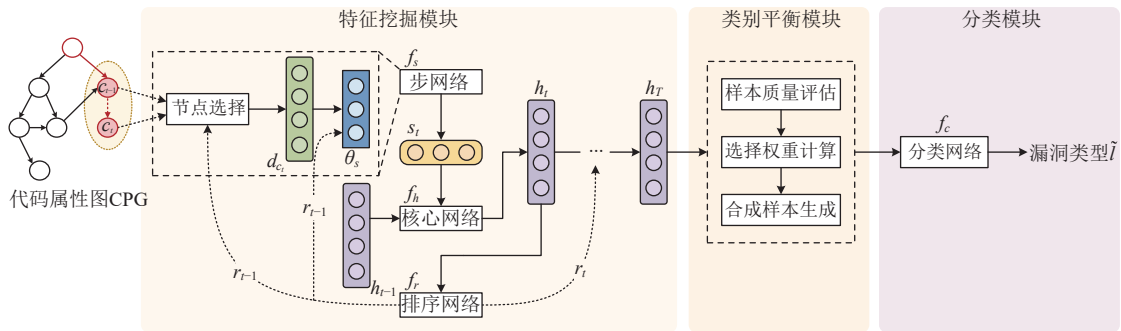 特征挖掘模块
类别平衡模块
分类模块
c_{t−1}
c_t
代码属性图CPG
节点选择
d_{c_t}
θ_s
f_s
步网络
s_t
f_h
核心网络
h_{t−1}
r_{t−1}
r_{t−1}
f_r
排序网络
h_t
...
r_t
h_T
样本质量评估
选择权重计算
合成样本生成
f_c
分类网络
漏洞类型l̃